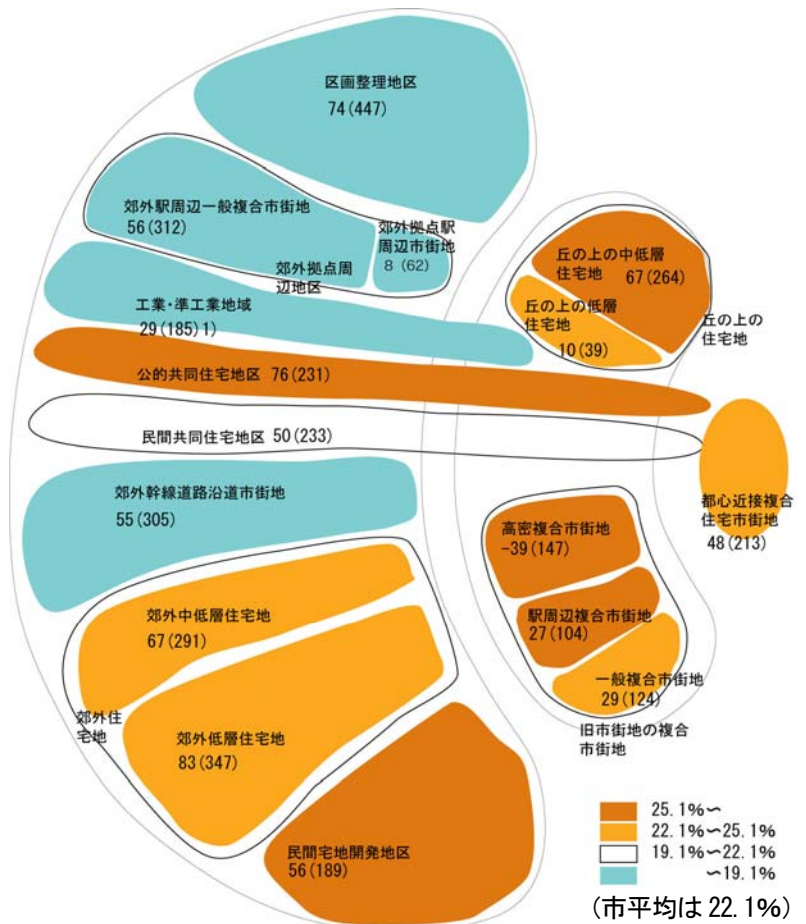 区画整理地区
74(447)
郊外駅周辺一般複合市街地
56(312)
郊外拠点駅
周辺市街地
8(62)
郊外拠点周
辺地区
工業・準工業地域
29(185)1)
公的共同住宅地区 76(231)
民間共同住宅地区 50(233)
郊外幹線道路沿道市街地
55(305)
郊外中低層住宅地
67(291)
郊外住
宅地
郊外低層住宅地
83(347)
民間宅地開発地区
56(189)
丘の上の中低層
住宅地 67(264)
丘の上の低層
住宅地
10(39)
丘の上の
住宅地
都心近接複合
住宅市街地
48(213)
高密複合市街地
-39(147)
駅周辺複合市街地
27(104)
一般複合市街地
29(124)
旧市街地の複合
市街地
25.1%〜
22.1%〜25.1%
19.1%〜22.1%
〜19.1%
(市平均は22.1%)